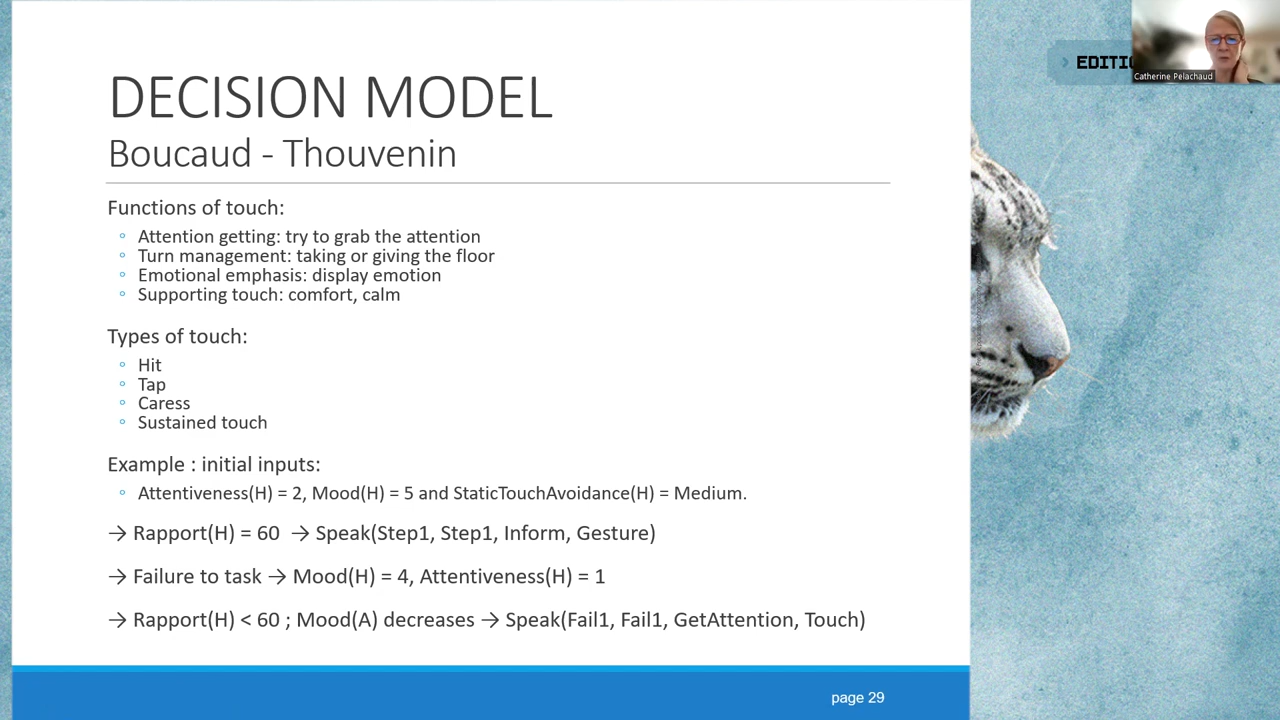 DECISION MODEL
Boucaud - Thouvenin
Functions of touch:
Attention getting: try to grab the attention
Turn management: taking or giving the floor
Emotional emphasis: display emotion
Supporting touch: comfort, calm
Types of touch:
Hit
Tap
Caress
Sustained touch
Example : initial inputs:
Attentiveness(H) = 2, Mood(H) = 5 and StaticTouchAvoidance(H) = Medium.
→ Rapport(H) = 60 → Speak(Step1, Step1, Inform, Gesture)
→ Failure to task → Mood(H) = 4, Attentiveness(H) = 1
→ Rapport(H) < 60 ; Mood(A) decreases → Speak(Fail1, Fail1, GetAttention, Touch)
page 29
EDITIO
Catherine Pelachaud